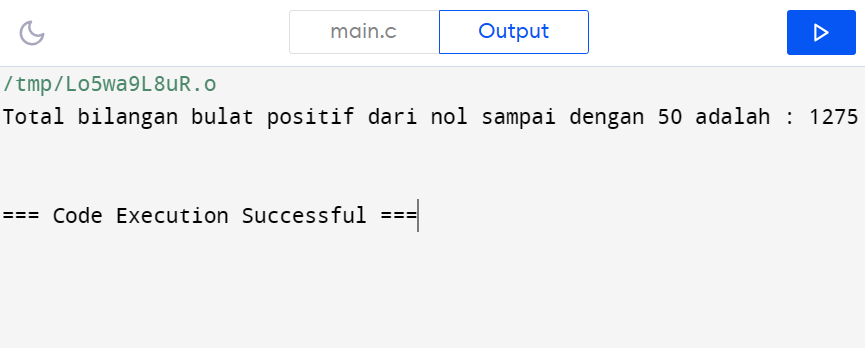 main.c
Output
/tmp/Lo5wa9L8uR.o
Total bilangan bulat positif dari nol sampai dengan 50 adalah : 1275
=== Code Execution Successful ===